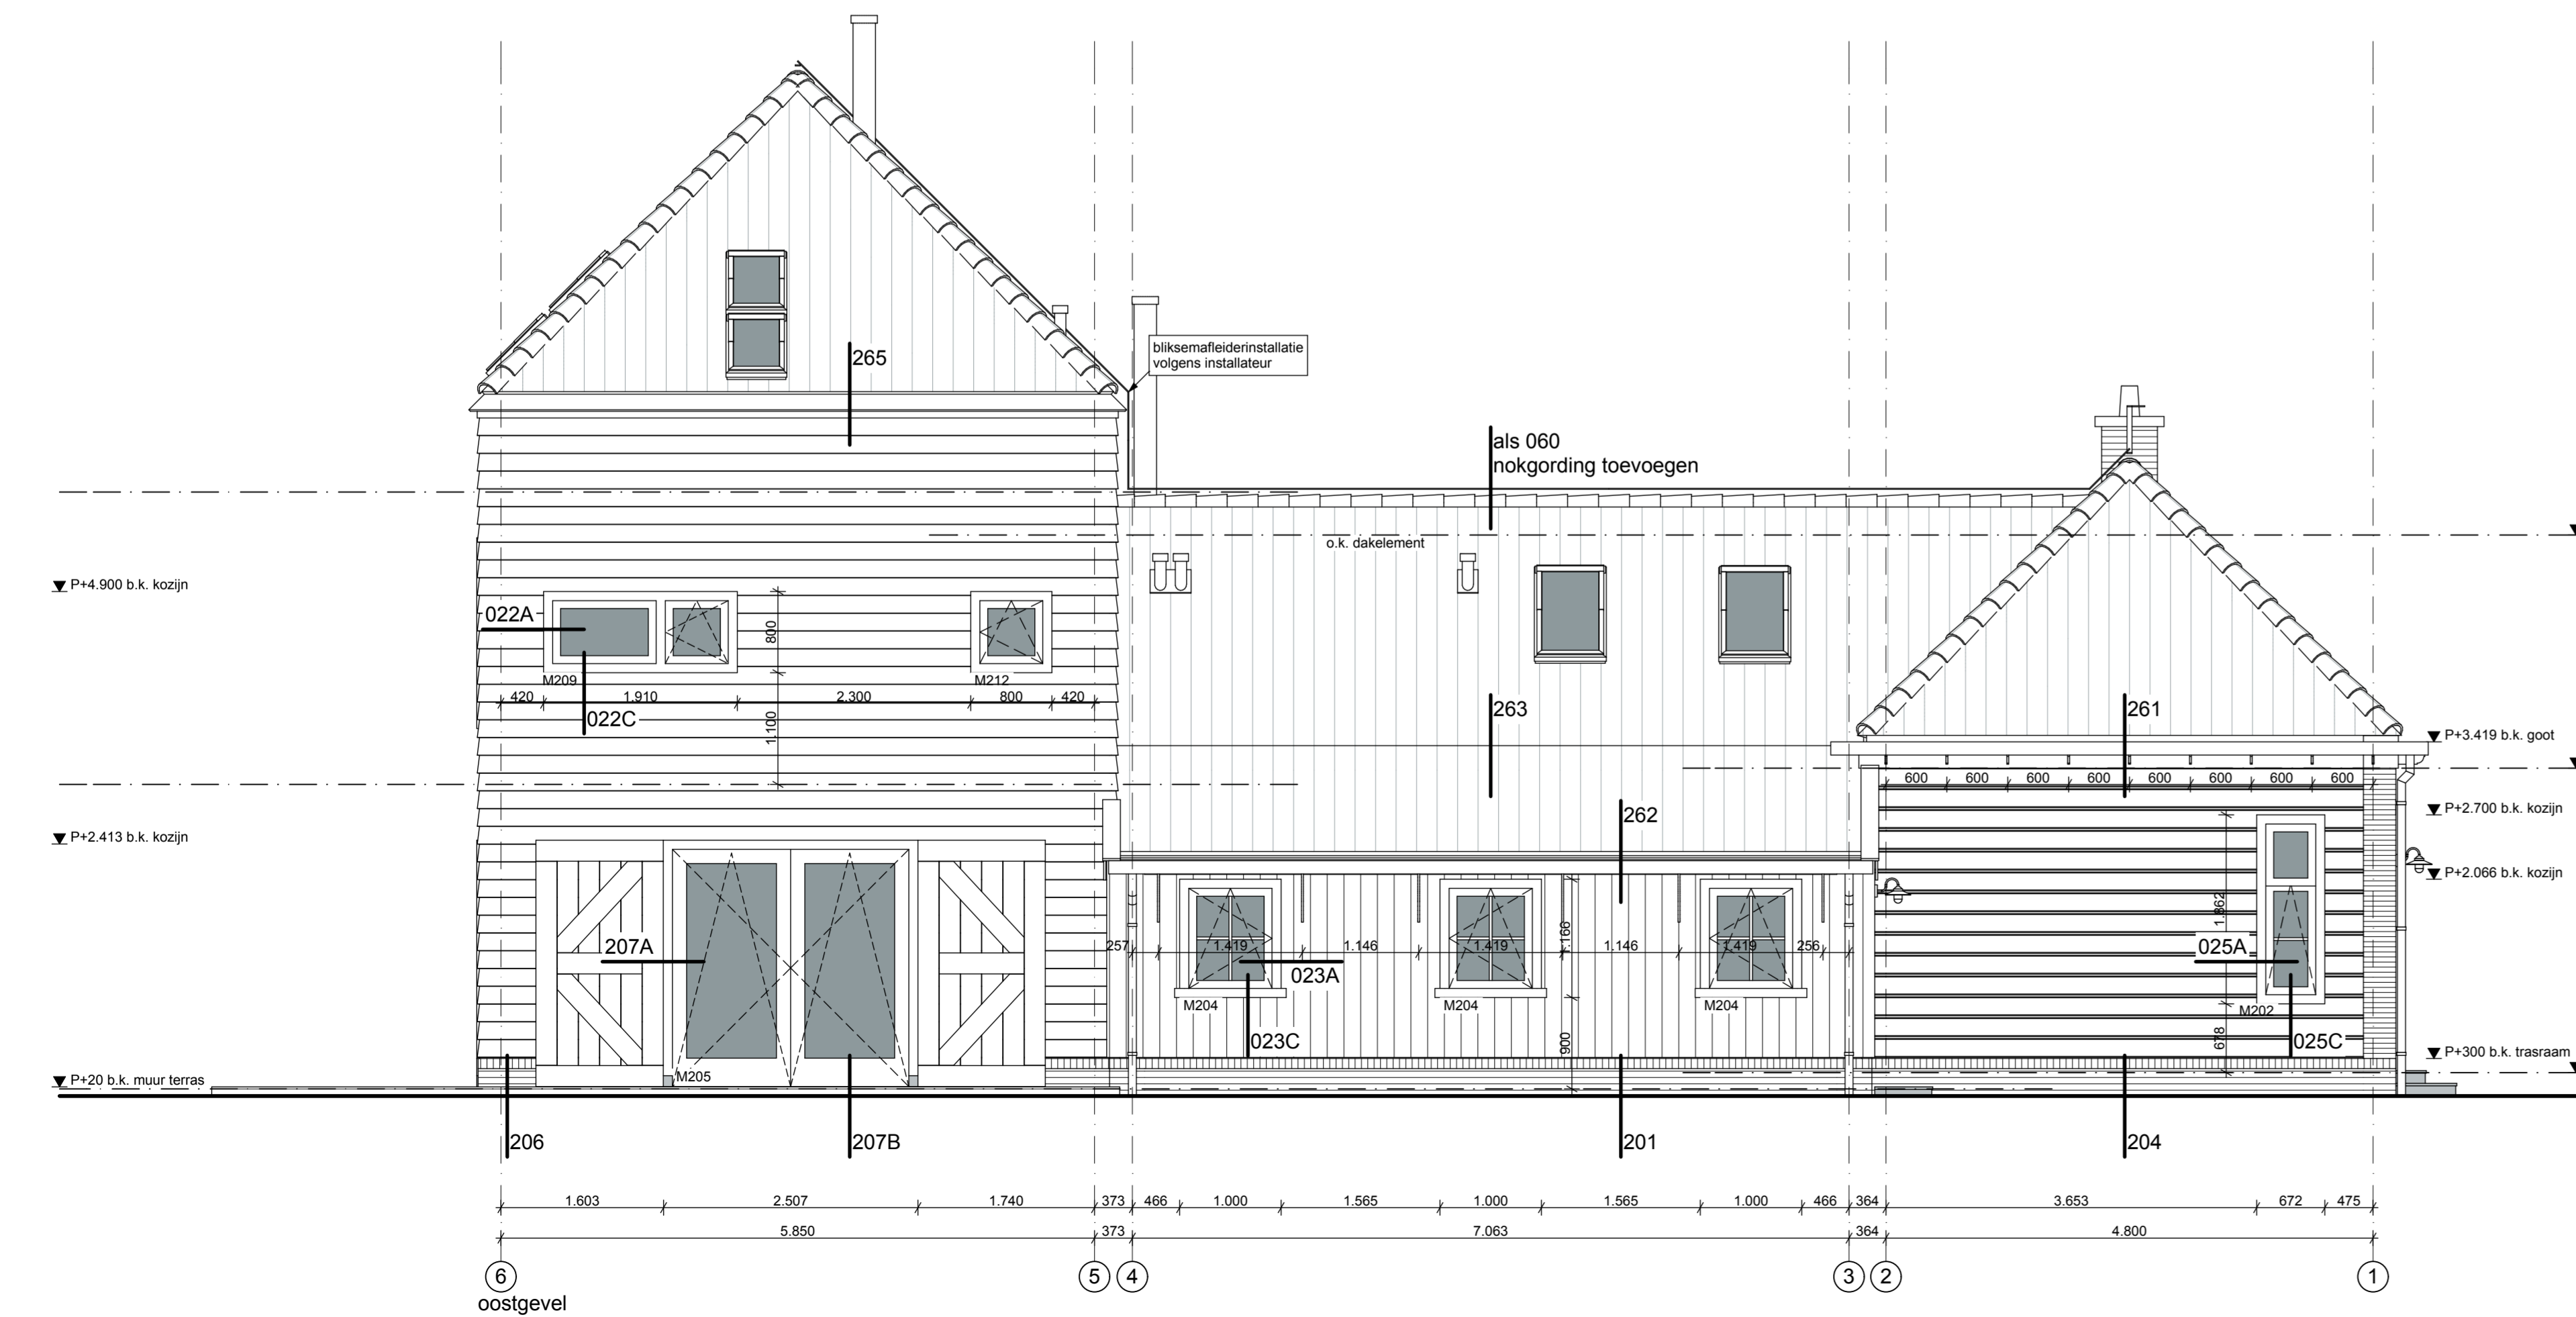 265
bliksemafleiderinstallatie
volgens installateur
als 060
nokgording toevoegen
o.k. dakelement
P+4.900 b.k. kozijn
022A
800
M209
M212
420 1.910 2.300 800 420
022C
1.100
263
261
P+3.419 b.k. goot
600 600 600 600 600 600 600 600
P+2.700 b.k. kozijn
262
P+2.413 b.k. kozijn
P+2.066 b.k. kozijn
1.862
207A
257 1.419 1.146 1.419 1.166 1.146 1.419 256
025A
023A
M204 M204 M204
M202
023C
900
678
025C
P+300 b.k. trasraam
P+20 b.k. muur terras
M205
206 207B 201 204
1.603 2.507 1.740 373 466 1.000 1.565 1.000 1.565 1.000 466 364 3.653 672 475
5.850 373 7.063 364 4.800
6 5 4 3 2 1
oostgevel